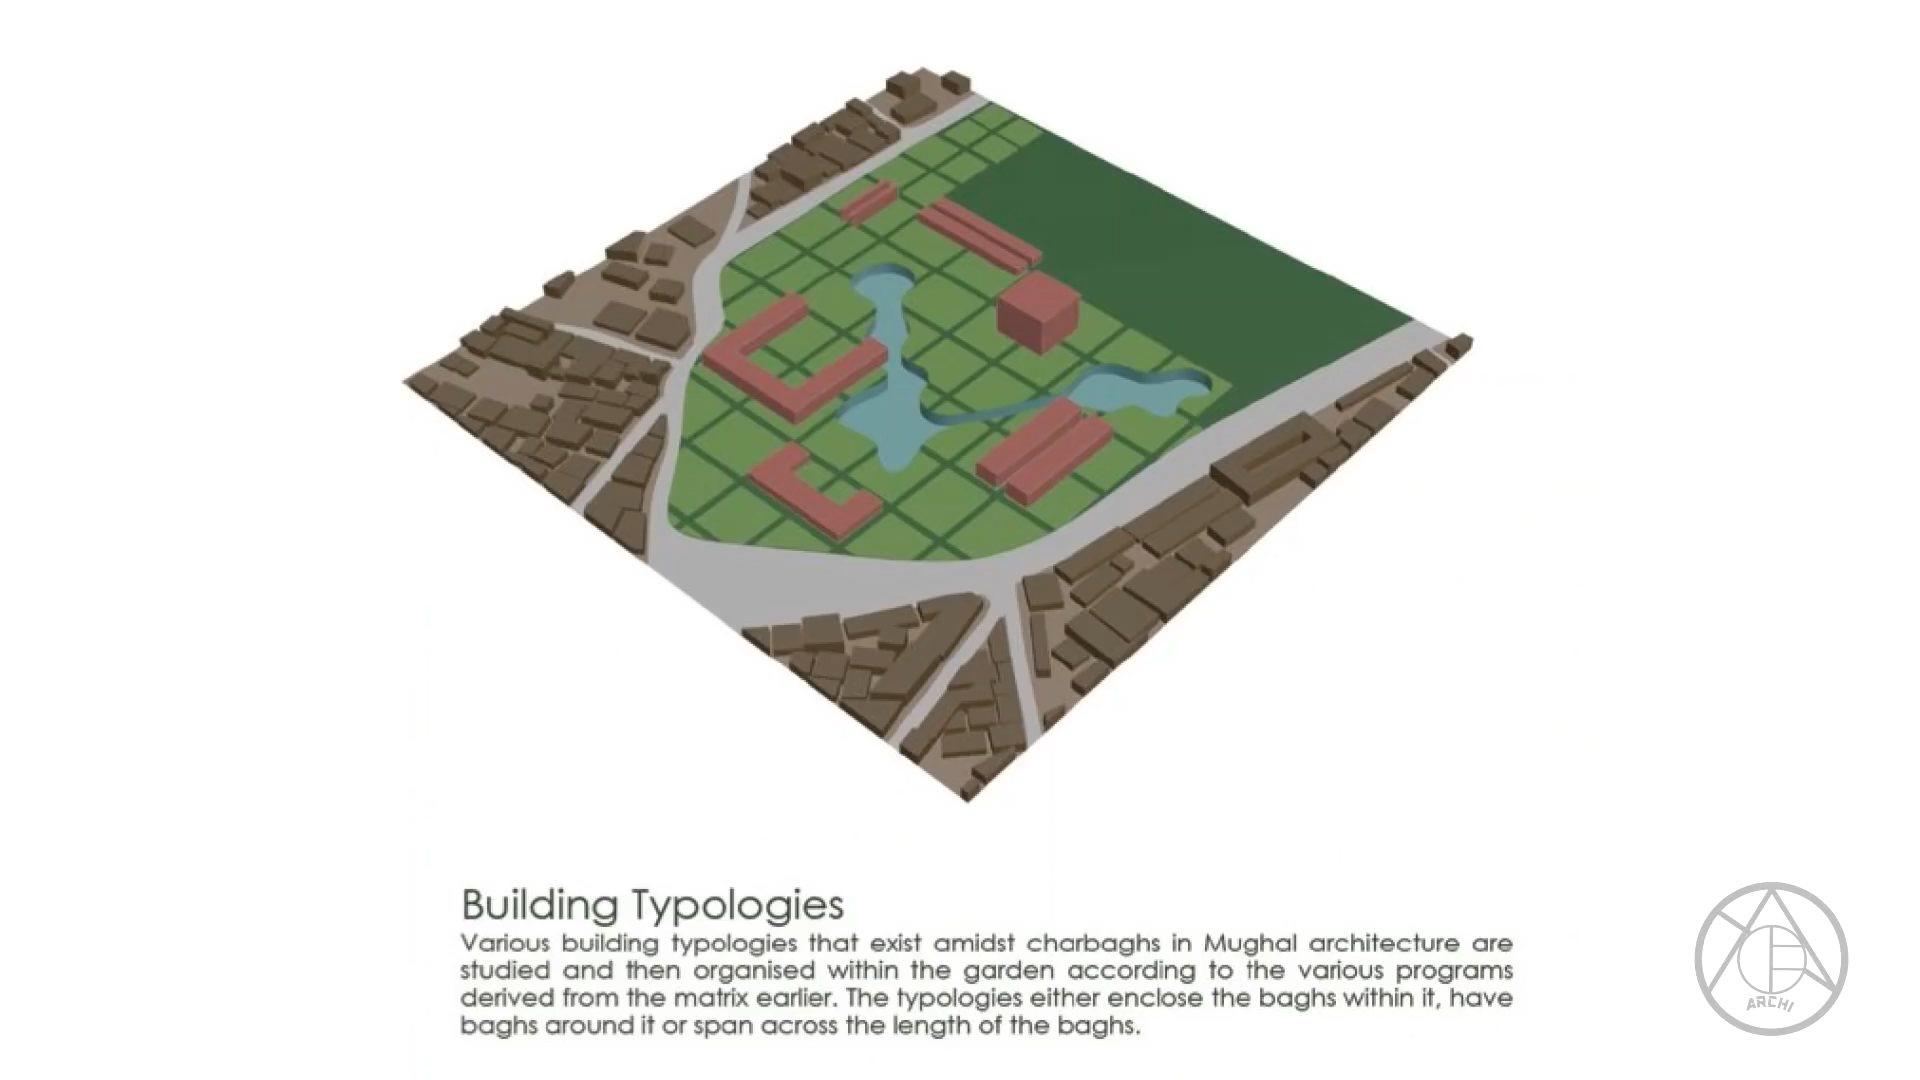 Building Typologies
Various building typologies that exist amidst charbaghs in Mughal architecture are
studied and then organised within the garden according to the various programs
derived from the matrix earlier. The typologies either enclose the baghs within it, have
baghs around it or span across the length of the baghs.
ARCHI